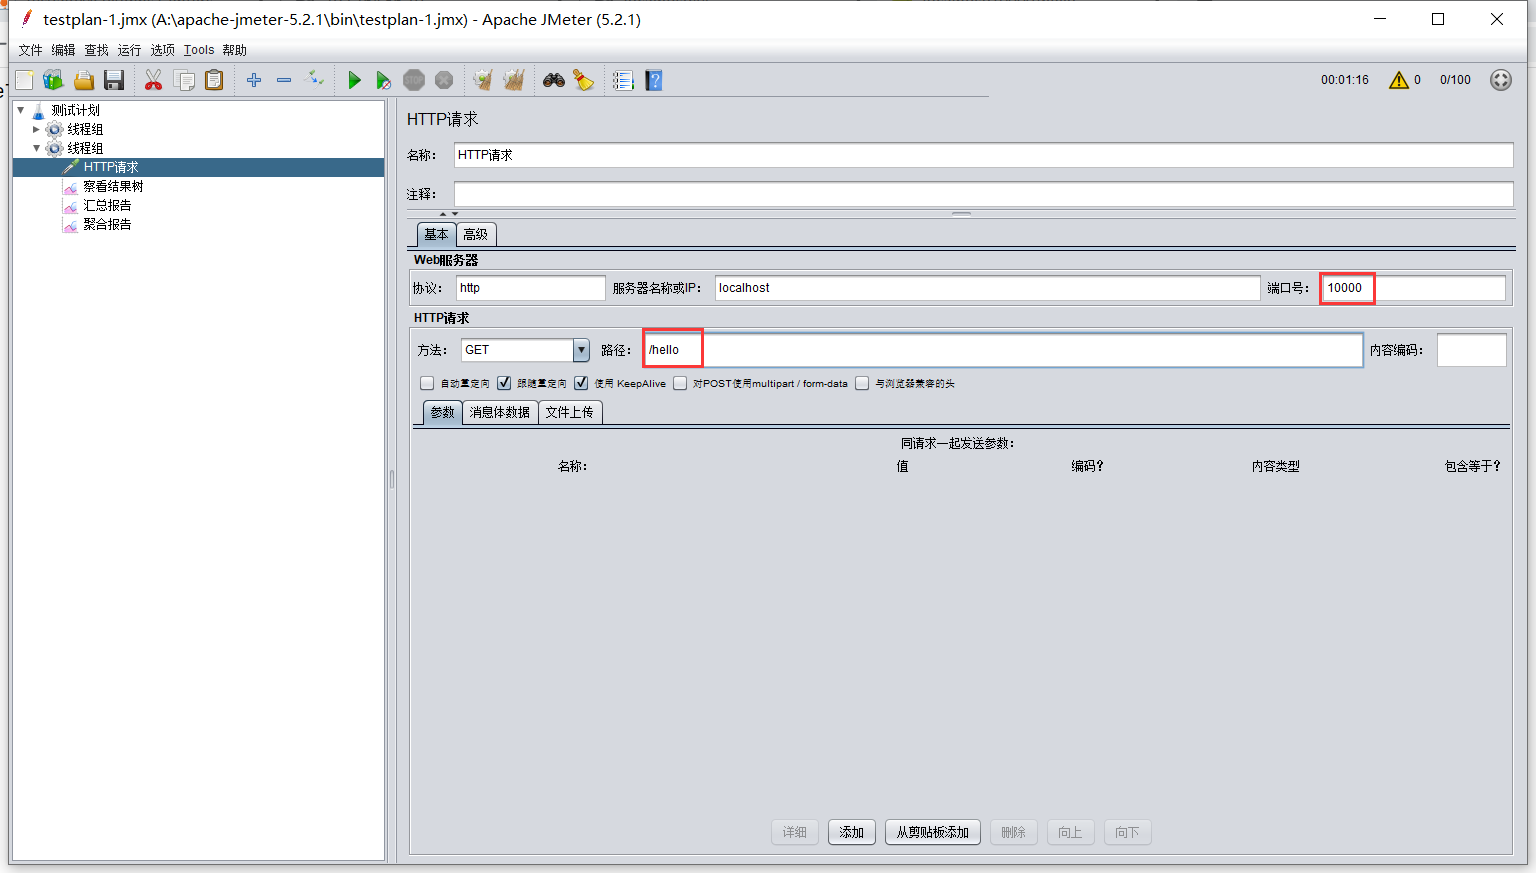 testplan-1.jmx (A:\apache-jmeter-5.2.1\bin\testplan-1.jmx) - Apache JMeter (5.2.1)
文件 编辑 查找 运行 选项 Tools 帮助
STOP
00:01:16 0 0/100
测试计划
线程组
线程组
HTTP请求
察看结果树
汇总报告
聚合报告
HTTP请求
名称： HTTP请求
注释：
基本 高级
Web服务器
协议： http 服务器名称或IP： localhost 端口号： 10000
HTTP请求
方法： GET 路径： /hello 内容编码：
自动重定向 跟随重定向 使用 KeepAlive 对POST使用multipart / form-data 与浏览器兼容的头
参数 消息体数据 文件上传
同请求一起发送参数：
名称： 值 编码? 内容类型 包含等于?
详细 添加 从剪贴板添加 删除 向上 向下